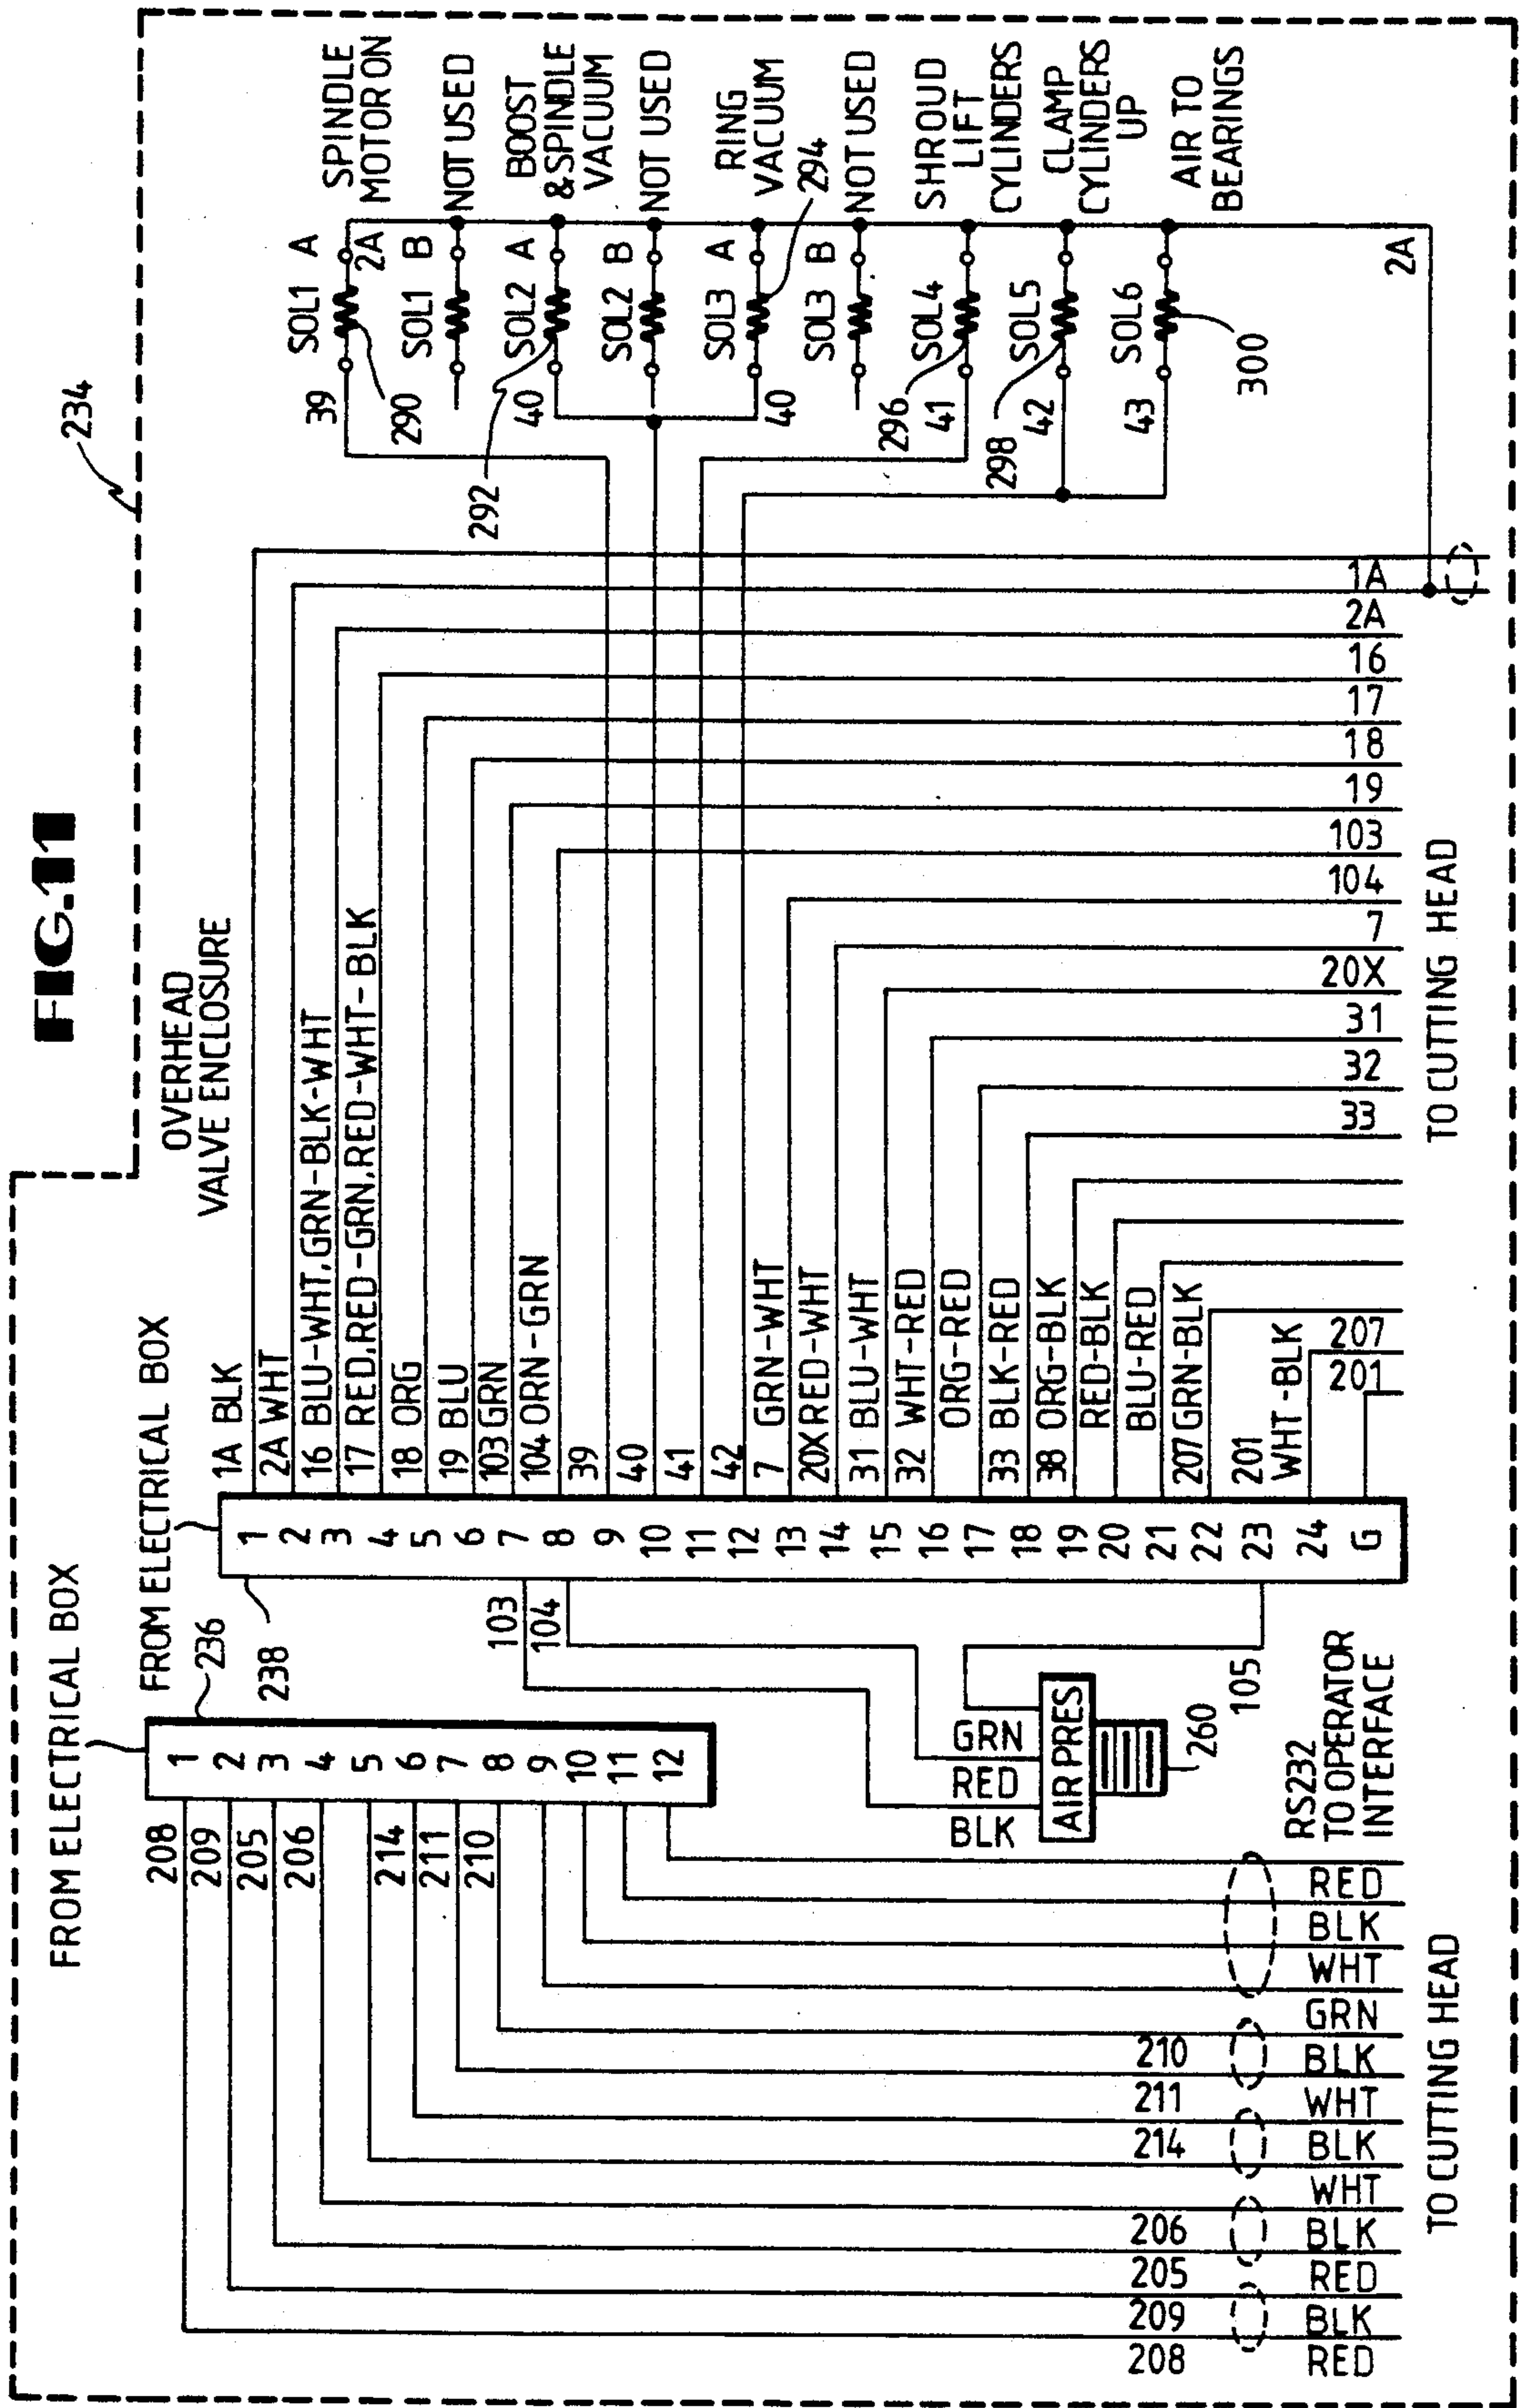 FIG.11
234
OVERHEAD
VALVE ENCLOSURE
FROM ELECTRICAL BOX
FROM ELECTRICAL BOX
236
238
1
2
3
4
5
6
7
8
9
10
11
12
208
209
205
206
214
211
210
1
2
3
4
5
6
7
8
9
10
11
12
13
14
15
16
17
18
19
20
21
22
23
24
G
1A BLK
2A WHT
16 BLU-WHT, GRN-BLK-WHT
17 RED, RED-GRN, RED-WHT-BLK
18 ORG
19 BLU
103 GRN
104 ORN-GRN
39
40
41
42
7 GRN-WHT
20X RED-WHT
31 BLU-WHT
32 WHT-RED
ORG-RED
33 BLK-RED
38 ORG-BLK
RED-BLK
BLU-RED
207 GRN-BLK
201
WHT-BLK
103
104
105
GRN
RED
BLK
AIR PRES
260
RS232
TO OPERATOR
INTERFACE
SOL1 A
2A
SPINDLE
MOTOR ON
39
290
SOL1 B
NOT USED
SOL2 A
BOOST
& SPINDLE
VACUUM
40
292
SOL2 B
NOT USED
SOL3 A
RING
VACUUM
294
40
SOL3 B
NOT USED
SOL4
SHROUD
LIFT
CYLINDERS
296
41
SOL5
CLAMP
CYLINDERS
UP
298
42
SOL6
AIR TO
BEARINGS
43
300
2A
208
RED
209
BLK
205
RED
206
BLK
WHT
214
BLK
211
WHT
210
BLK
GRN
WHT
BLK
RED
TO CUTTING HEAD
201
207
33
32
31
20X
7
104
103
19
18
17
16
2A
1A
TO CUTTING HEAD